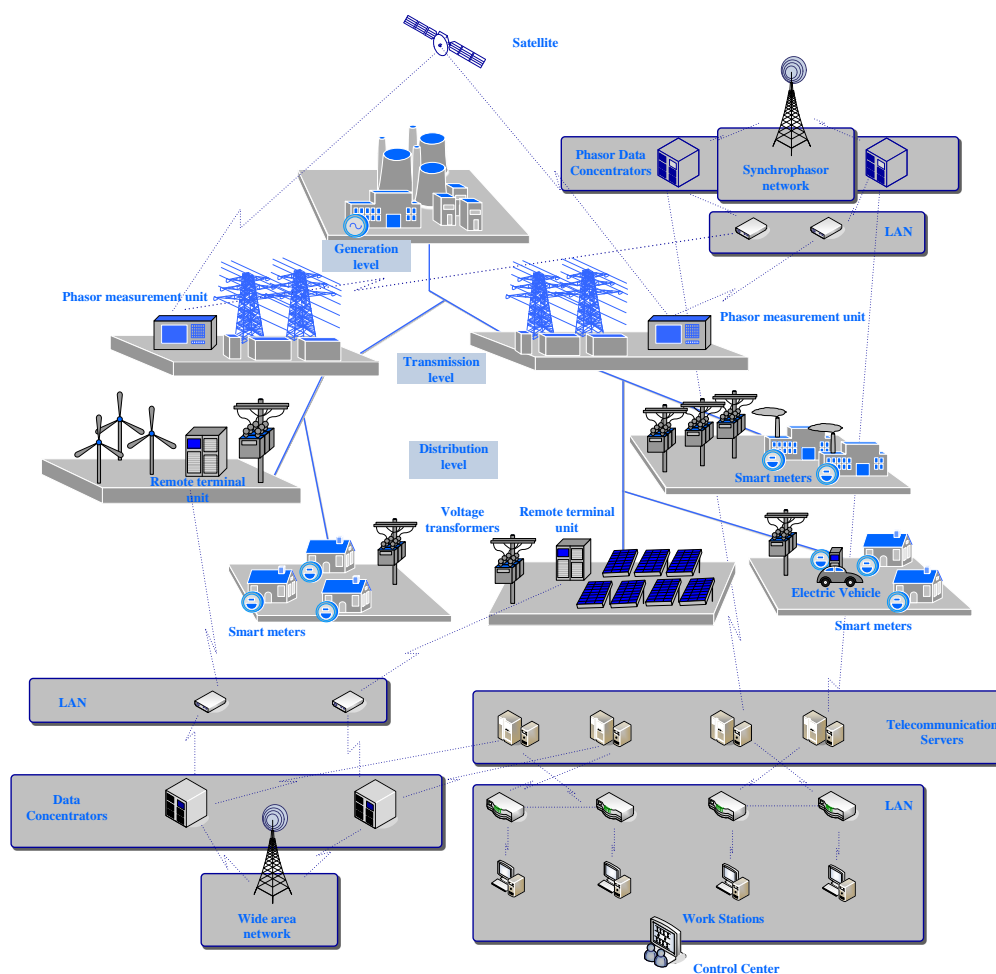 Satellite
Phasor Data
Concentrators
Synchrophasor
network
LAN
Generation
level
Phasor measurement unit
Phasor measurement unit
Transmission
level
Distribution
level
Remote terminal
unit
Smart meters
Voltage
transformers
Remote terminal
unit
Electric Vehicle
Smart meters
Smart meters
LAN
Telecommunication
Servers
Data
Concentrators
LAN
Wide area
network
Work Stations
Control Center